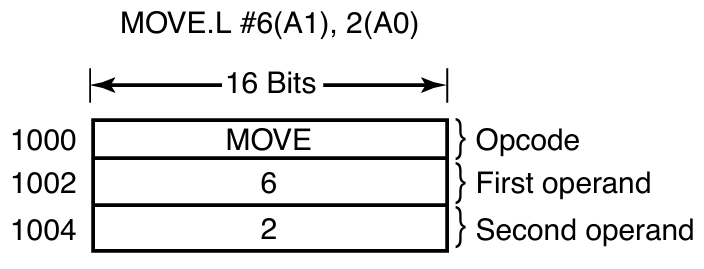 MOVE.L #6(A1), 2(A0)
16 Bits
1000 MOVE } Opcode
1002 6 } First operand
1004 2 } Second operand